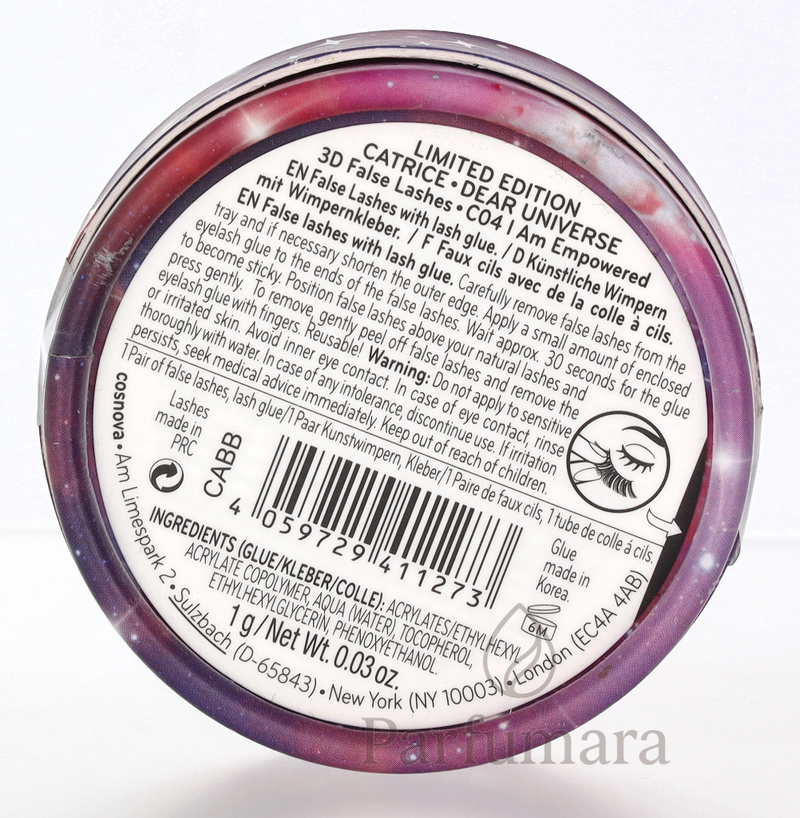 LIMITED EDITION
CATRICE • DEAR UNIVERSE
3D False Lashes • C04 I Am Empowered
EN False Lashes with lash glue. / D Künstliche Wimpern
mit Wimpernkleber. / F Faux cils avec de la colle à cils.
EN False lashes with lash glue. Carefully remove false lashes from the
tray and if necessary shorten the outer edge. Apply a small amount of enclosed
eyelash glue to the ends of the false lashes. Wait approx. 30 seconds for the glue
to become sticky. Position false lashes above your natural lashes and
press gently. To remove, gently peel off false lashes and remove the
eyelash glue with fingers. Reusable! Warning: Do not apply to sensitive
or irritated skin. Avoid inner eye contact. In case of eye contact, rinse
thoroughly with water. In case of any intolerance, discontinue use. If irritation
persists, seek medical advice immediately. Keep out of reach of children.
1 Pair of false lashes, lash glue/1 Paar Kunstwimpern, Kleber/1 Paire de faux cils, 1 tube de colle á cils.
Lashes
made in
PRC
CABB
4 059729 411273
Glue
made in
Korea.
6M
INGREDIENTS (GLUE/KLEBER/COLLE): ACRYLATES/ETHYLHEXYL
ACRYLATE COPOLYMER, AQUA (WATER), TOCOPHEROL,
ETHYLHEXYLGLYCERIN, PHENOXYETHANOL.
1 g/Net Wt. 0.03 oz.
cosnova • Am Limespark 2 • Sulzbach (D-65843) • New York (NY 10003) • London (EC4A 4AB)
Parfumara